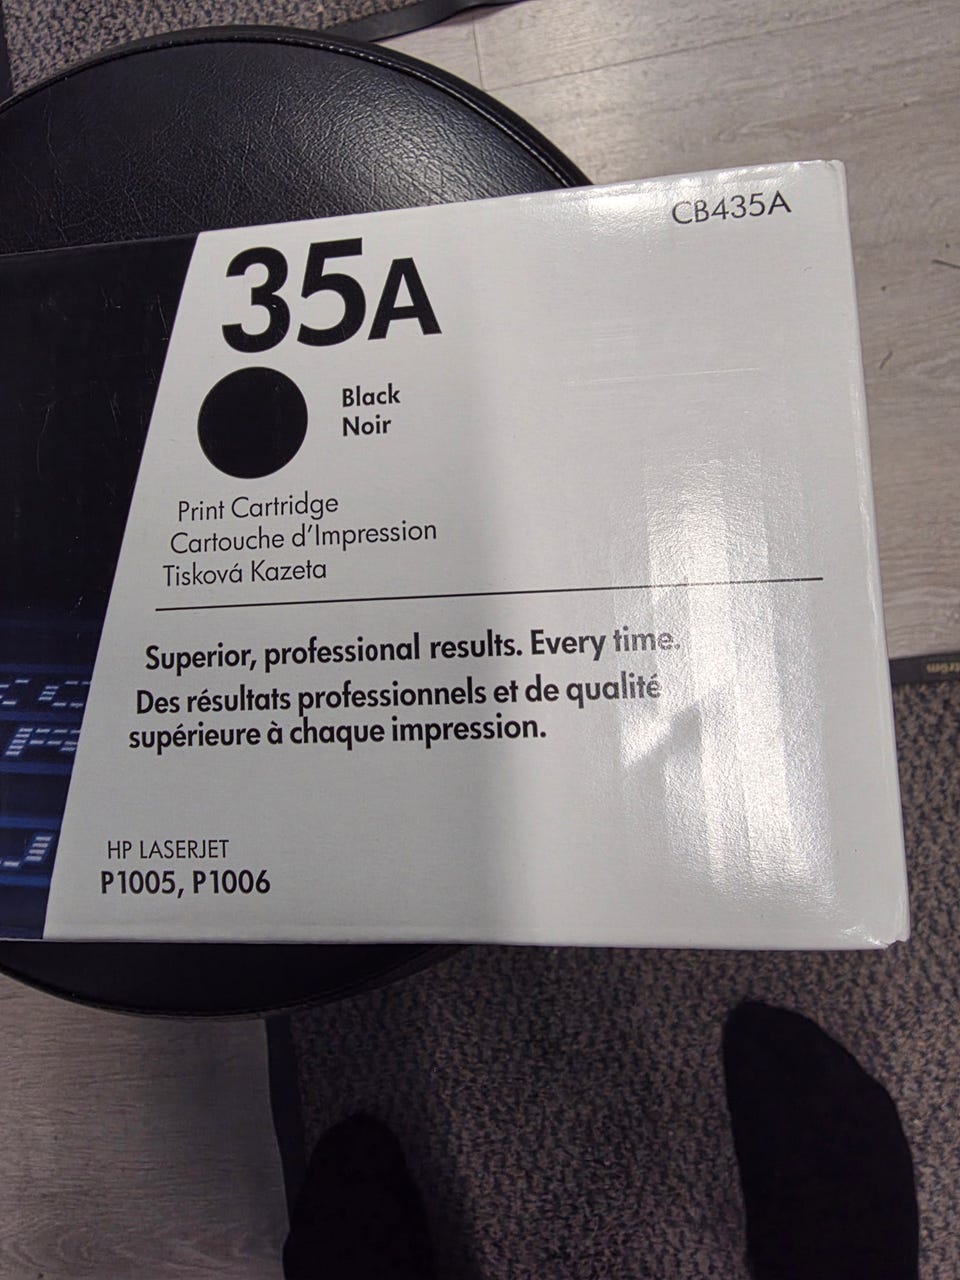 CB435A
35A
Black
Noir
Print Cartridge
Cartouche d'Impression
Tisková Kazeta
Superior, professional results. Every time.
Des résultats professionnels et de qualité
supérieure à chaque impression.
HP LASERJET
P1005, P1006